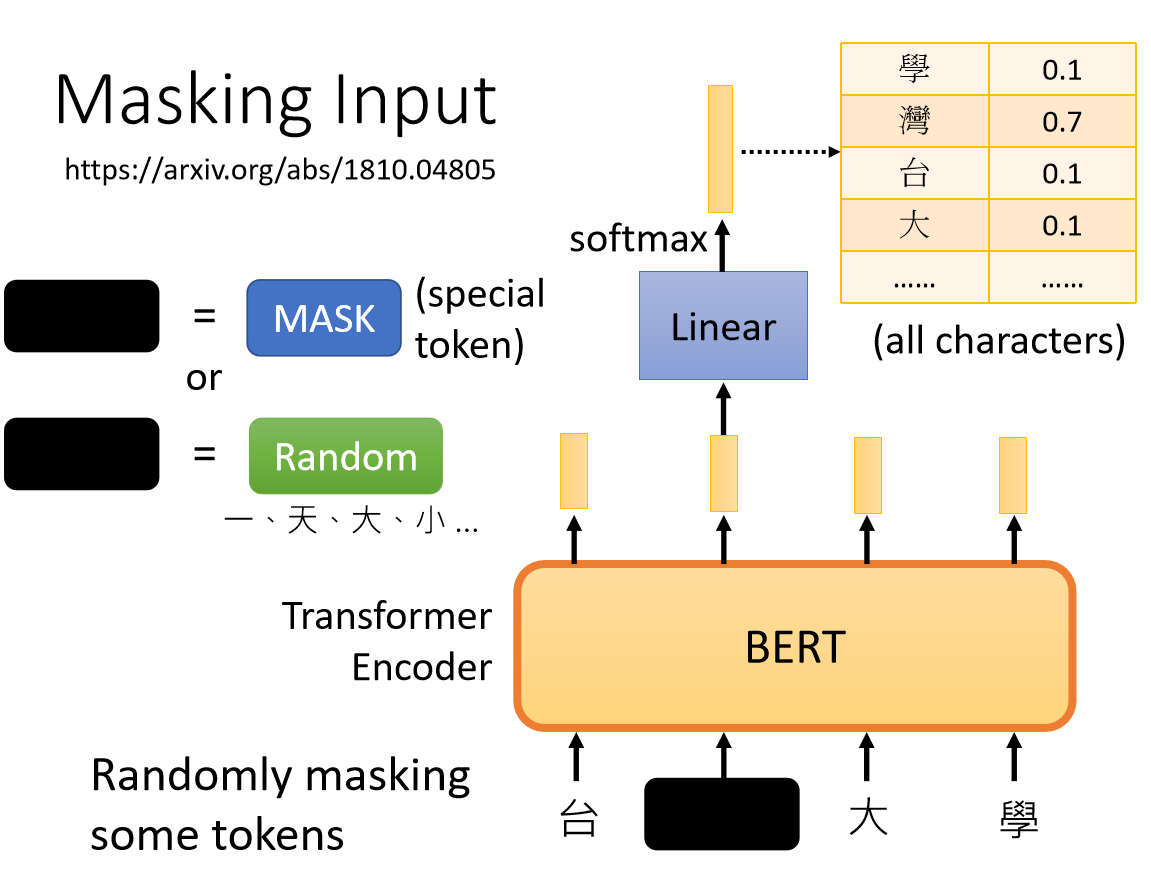 Masking Input
https://arxiv.org/abs/1810.04805
= MASK (special token)
or
= Random
一、天、大、小 ...
Transformer
Encoder
Randomly masking
some tokens
學 0.1
灣 0.7
台 0.1
大 0.1
...... ......
(all characters)
softmax
Linear
BERT
台 大 學